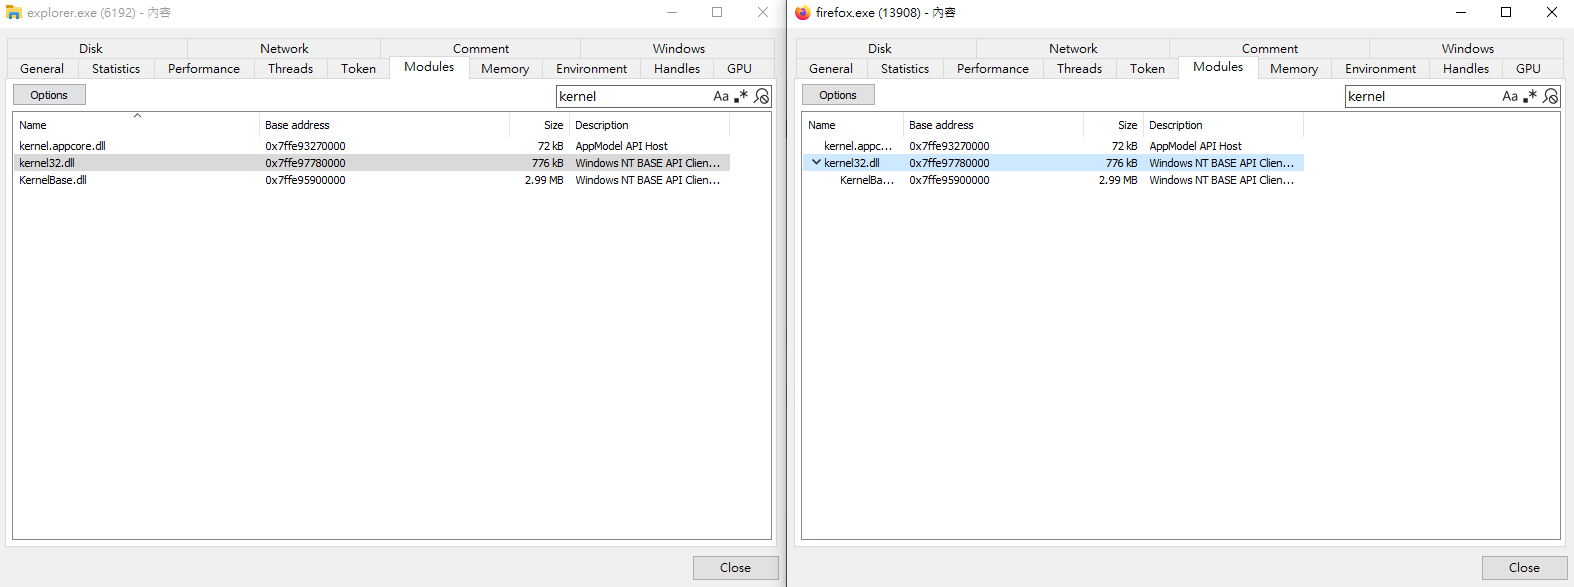 explorer.exe (6192) - 內容
Disk Network Comment Windows
General Statistics Performance Threads Token Modules Memory Environment Handles GPU
Options kernel Aa .*
Name Base address Size Description
kernel.appcore.dll 0x7ffe93270000 72 kB AppModel API Host
kernel32.dll 0x7ffe97780000 776 kB Windows NT BASE API Clien...
KernelBase.dll 0x7ffe95900000 2.99 MB Windows NT BASE API Clien...
Close
firefox.exe (13908) - 內容
Disk Network Comment Windows
General Statistics Performance Threads Token Modules Memory Environment Handles GPU
Options kernel Aa .*
Name Base address Size Description
kernel.appc... 0x7ffe93270000 72 kB AppModel API Host
kernel32.dll 0x7ffe97780000 776 kB Windows NT BASE API Clien...
KernelBa... 0x7ffe95900000 2.99 MB Windows NT BASE API Clien...
Close